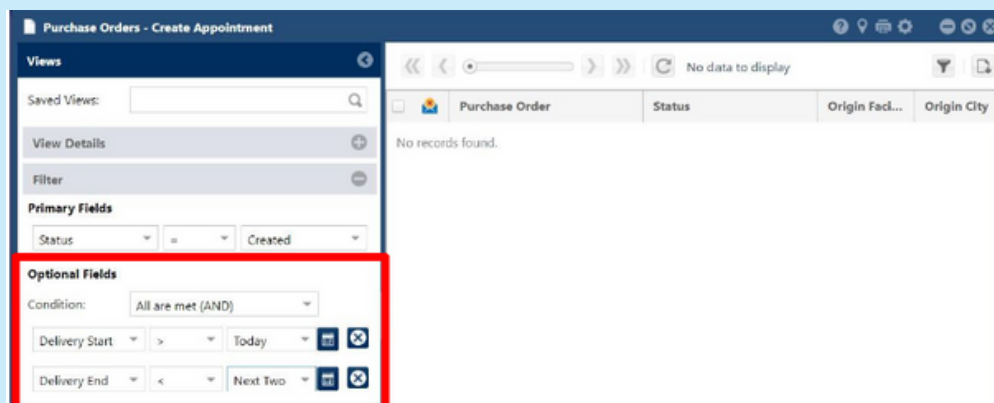 Purchase Orders - Create Appointment
Views
No data to display
Saved Views:
Purchase Order Status Origin Faci... Origin City
View Details
No records found.
Filter
Primary Fields
Status = Created
Optional Fields
Condition: All are met (AND)
Delivery Start > Today
Delivery End < Next Two